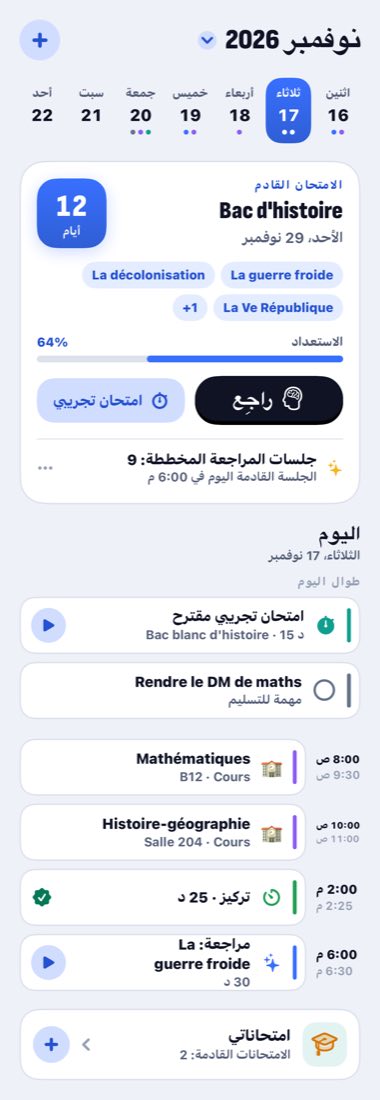 نوفمبر 2026
اثنين ثلاثاء أربعاء خميس جمعة سبت أحد
16 17 18 19 20 21 22
الامتحان القادم
Bac d'histoire
الأحد، 29 نوفمبر
12
أيام
La guerre froide La décolonisation
La Ve République +1
الاستعداد 64%
راجِع
امتحان تجريبي
جلسات المراجعة المخططة: 9
الجلسة القادمة اليوم في 6:00 م
اليوم
الثلاثاء، 17 نوفمبر
طوال اليوم
امتحان تجريبي مقترح
Bac blanc d'histoire · 15 د
Rendre le DM de maths
مهمة للتسليم
8:00 ص
9:30 ص
Mathématiques
B12 · Cours
10:00 ص
11:00 ص
Histoire-géographie
Salle 204 · Cours
2:00 م
2:25 م
تركيز · 25 د
6:00 م
6:30 م
مراجعة: La
guerre froide
30 د
امتحاناتي
الامتحانات القادمة: 2